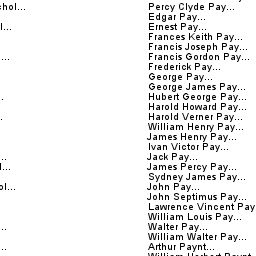 chol... Percy Clyde Pay...
Edgar Pay...
l... Ernest Pay...
Frances Keith Pay...
Francis Joseph Pay...
... Francis Gordon Pay...
Frederick Pay...
George Pay...
George James Pay...
.. Hubert George Pay...
Harold Howard Pay...
.. Harold Verner Pay...
William Henry Pay...
James Henry Pay...
Ivan Victor Pay...
... Jack Pay...
l... James Percy Pay...
Sydney James Pay...
ol... John Pay...
John Septimus Pay...
Lawrence Vincent Pay
William Louis Pay...
.. Walter Pay...
William Walter Pay...
... Arthur Paynt...
William Herbert Paynt...